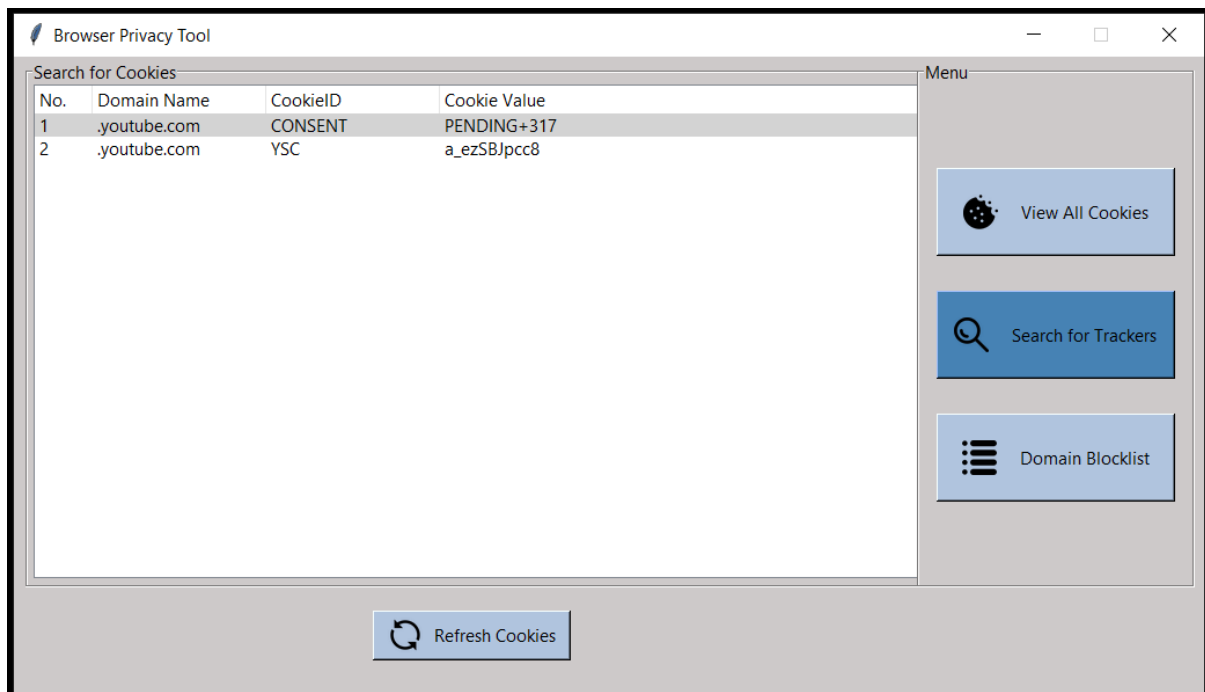 Browser Privacy Tool
Search for Cookies
No. Domain Name CookieID Cookie Value
1 .youtube.com CONSENT PENDING+317
2 .youtube.com YSC a_ezSBJpcc8
Menu
View All Cookies
Search for Trackers
Domain Blocklist
Refresh Cookies